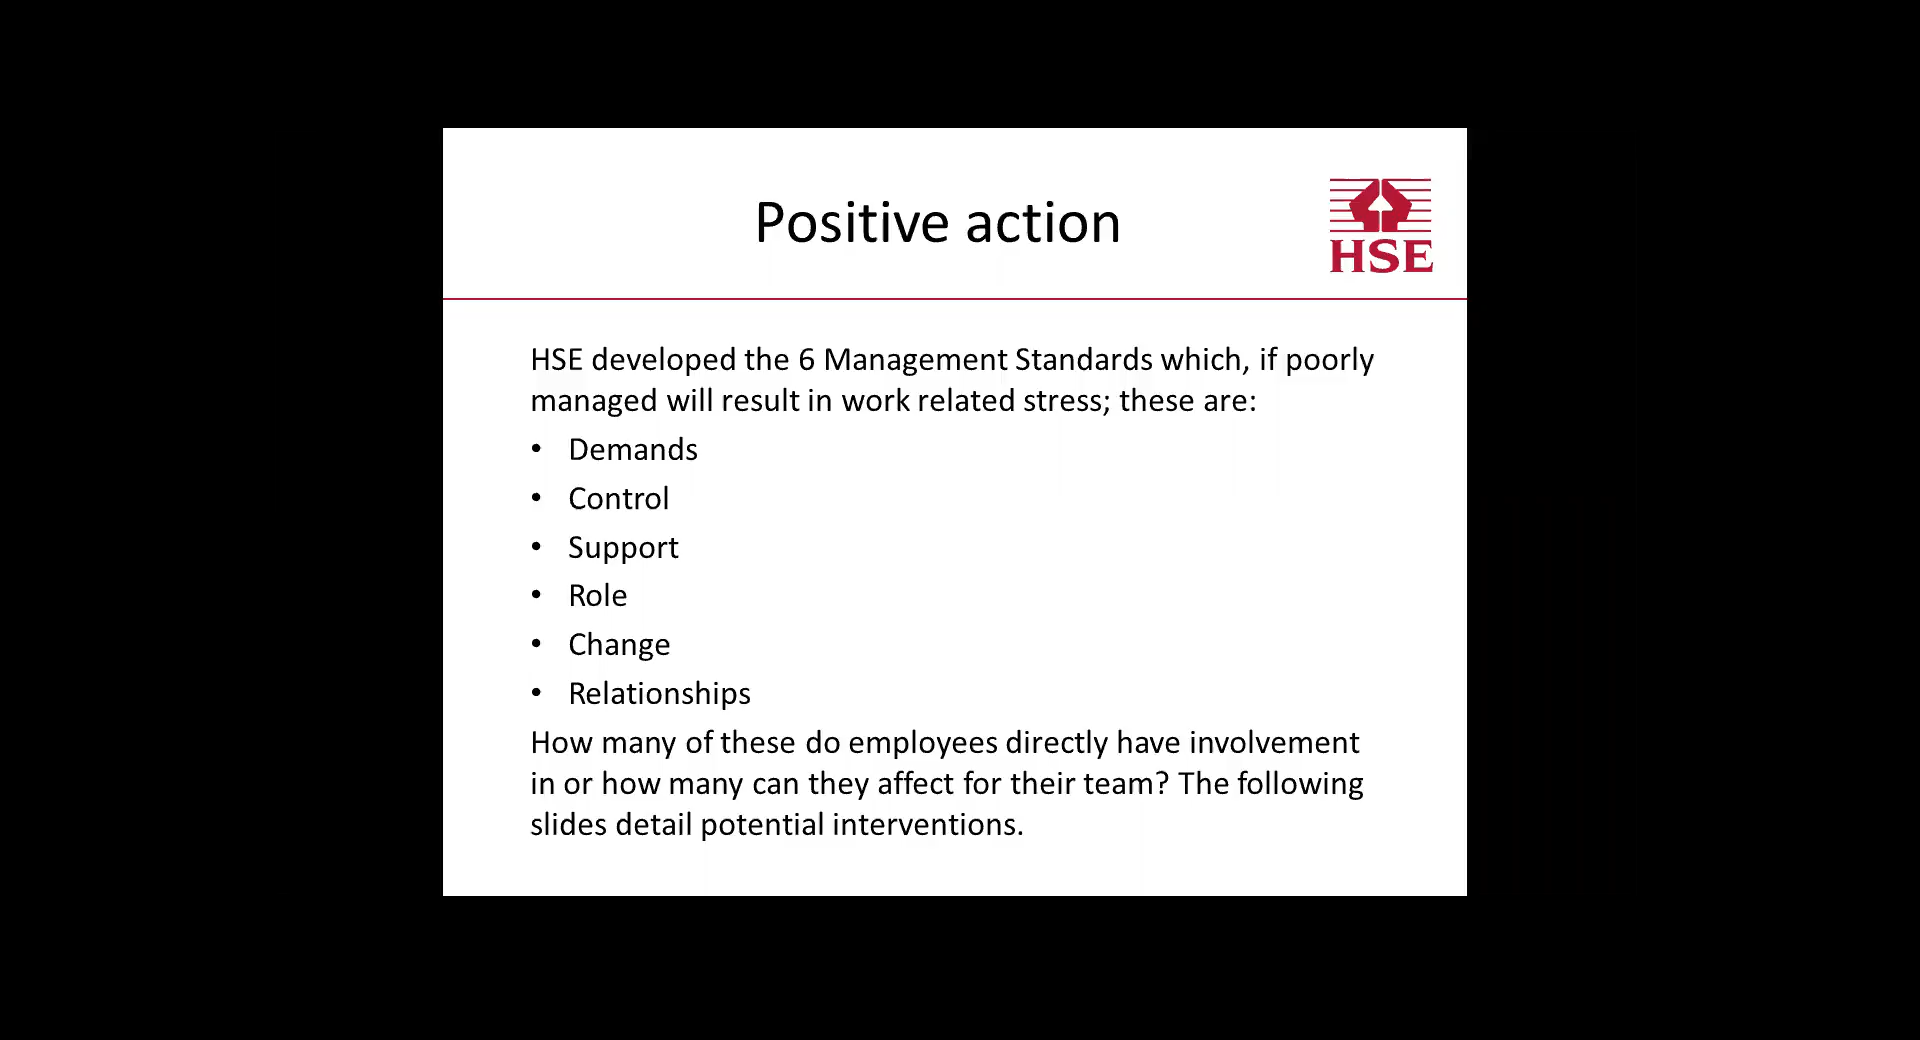 Positive action
HSE
HSE developed the 6 Management Standards which, if poorly
managed will result in work related stress; these are:
• Demands
• Control
• Support
• Role
• Change
• Relationships
How many of these do employees directly have involvement
in or how many can they affect for their team? The following
slides detail potential interventions.